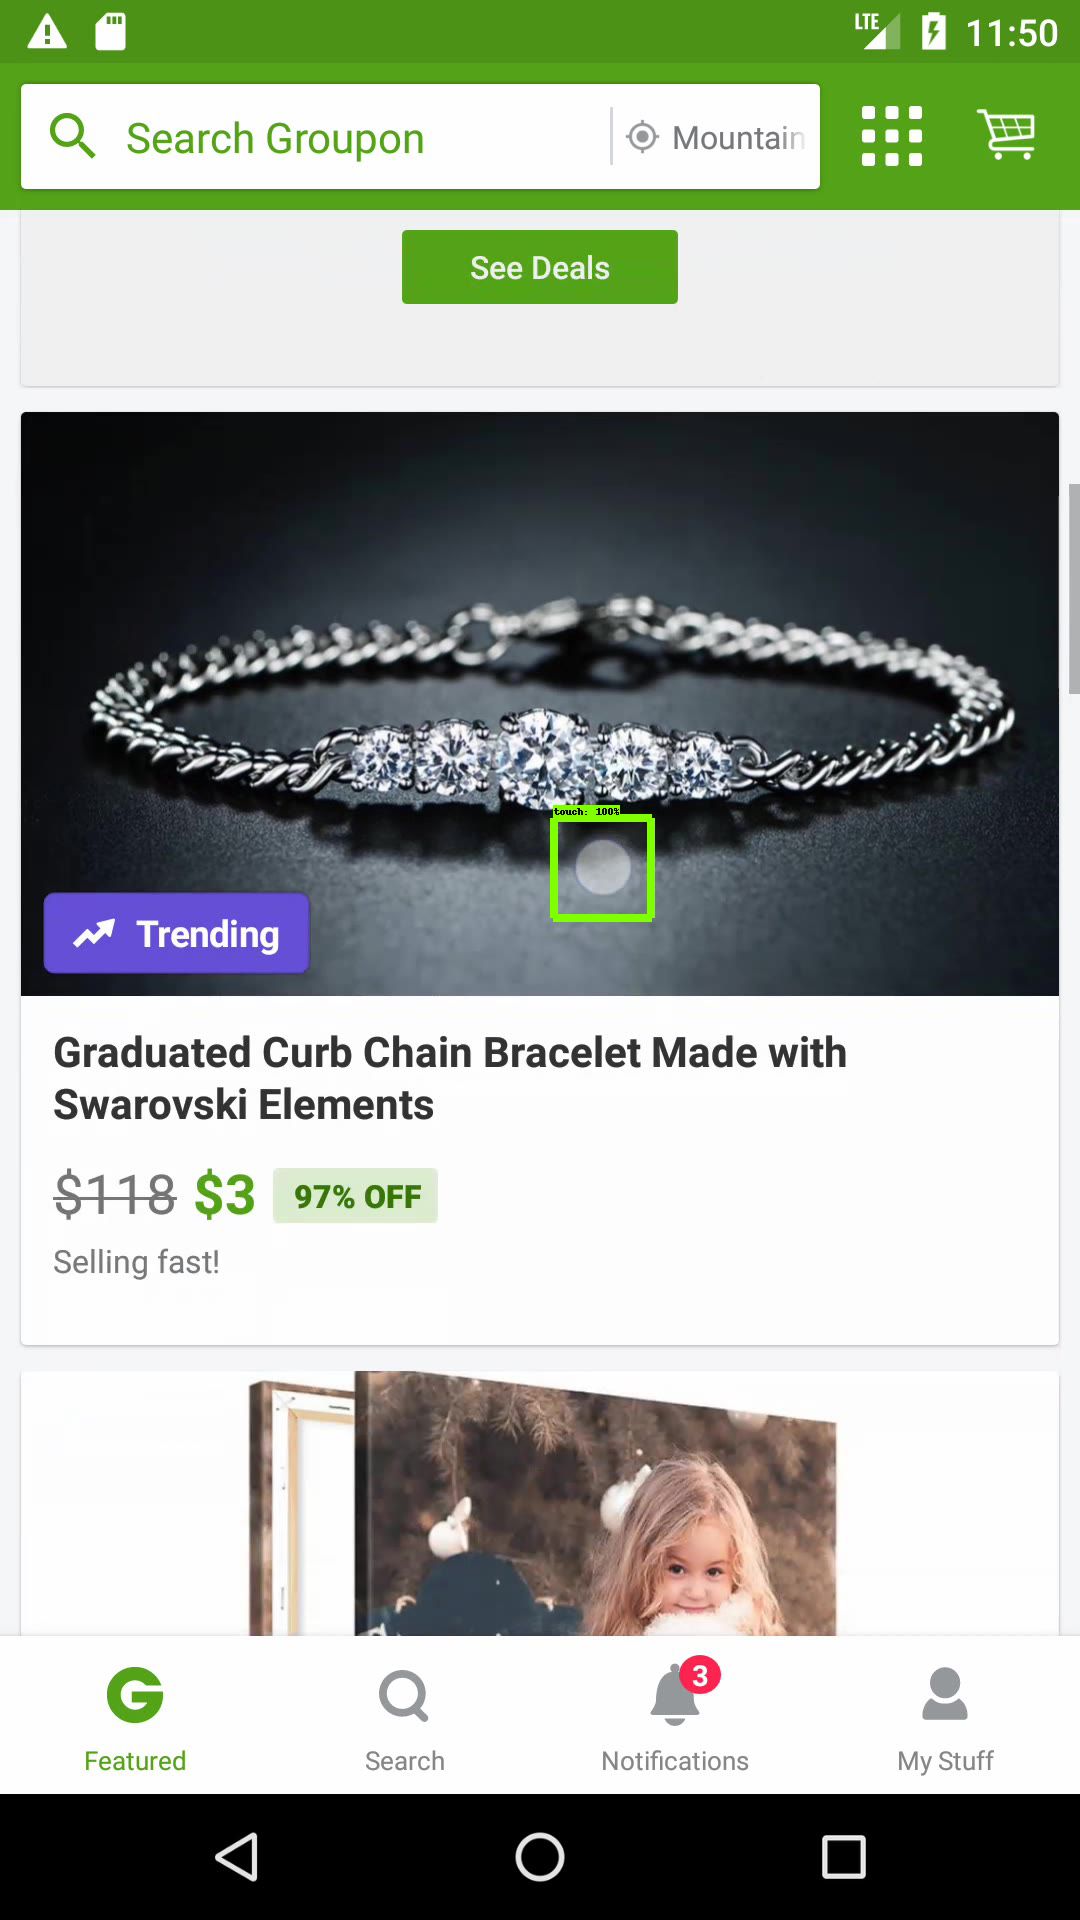 LTE
11:50
Search Groupon
Mountain
See Deals
touch: 100%
Trending
Graduated Curb Chain Bracelet Made with
Swarovski Elements
$118 $3 97% OFF
Selling fast!
3
Featured
Search
Notifications
My Stuff